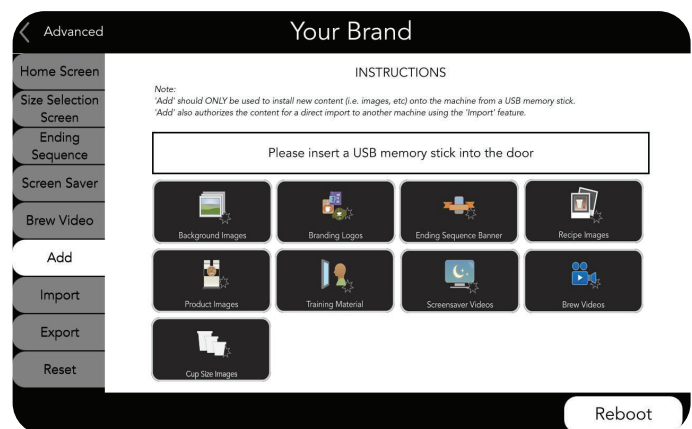 Advanced
Your Brand
Home Screen
Size Selection
Screen
Ending
Sequence
Screen Saver
Brew Video
Add
Import
Export
Reset
INSTRUCTIONS
Note:
'Add' should ONLY be used to install new content (i.e. images, etc) onto the machine from a USB memory stick.
'Add' also authorizes the content for a direct import to another machine using the 'Import' feature.
Please insert a USB memory stick into the door
Background Images
Branding Logos
Ending Sequence Banner
Recipe Images
Product Images
Training Material
Screensaver Videos
Brew Videos
Cup Size Images
Reboot